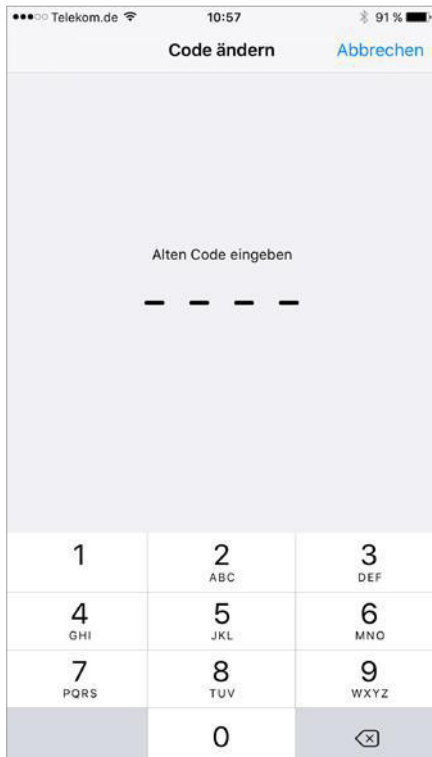 Telekom.de 10:57 91 %
Code ändern Abbrechen
Alten Code eingeben
1 2 3
ABC DEF
4 5 6
GHI JKL MNO
7 8 9
PQRS TUV WXYZ
0